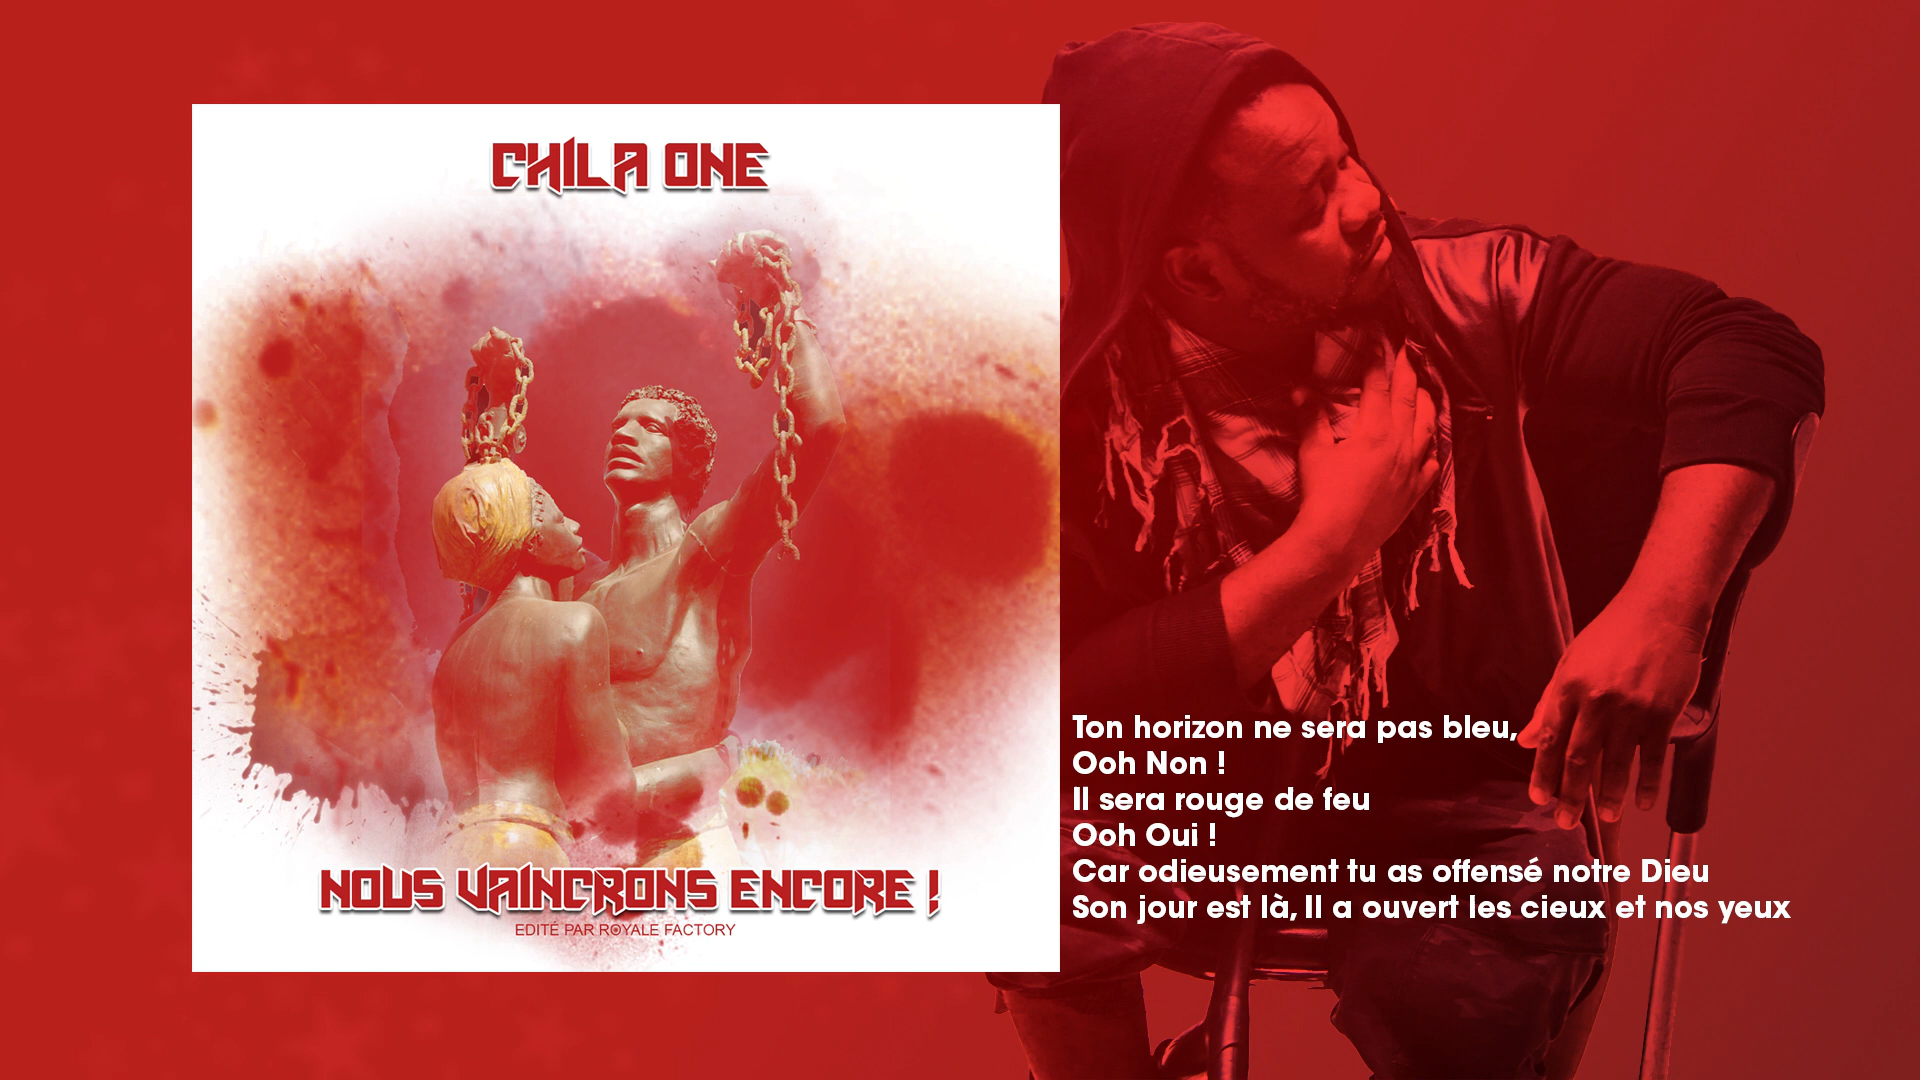 CHILA ONE
NOUS VAINCRONS ENCORE !
EDITÉ PAR ROYALE FACTORY
Ton horizon ne sera pas bleu,
Ooh Non !
Il sera rouge de feu
Ooh Oui !
Car odieusement tu as offensé notre Dieu
Son jour est là, Il a ouvert les cieux et nos yeux